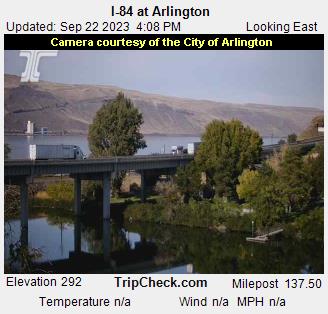 I-84 at Arlington
Updated: Sep 22 2023 4:08 PM Looking East
Camera courtesy of the City of Arlington
Elevation 292 TripCheck.com Milepost 137.50
Temperature n/a Wind n/a MPH n/a